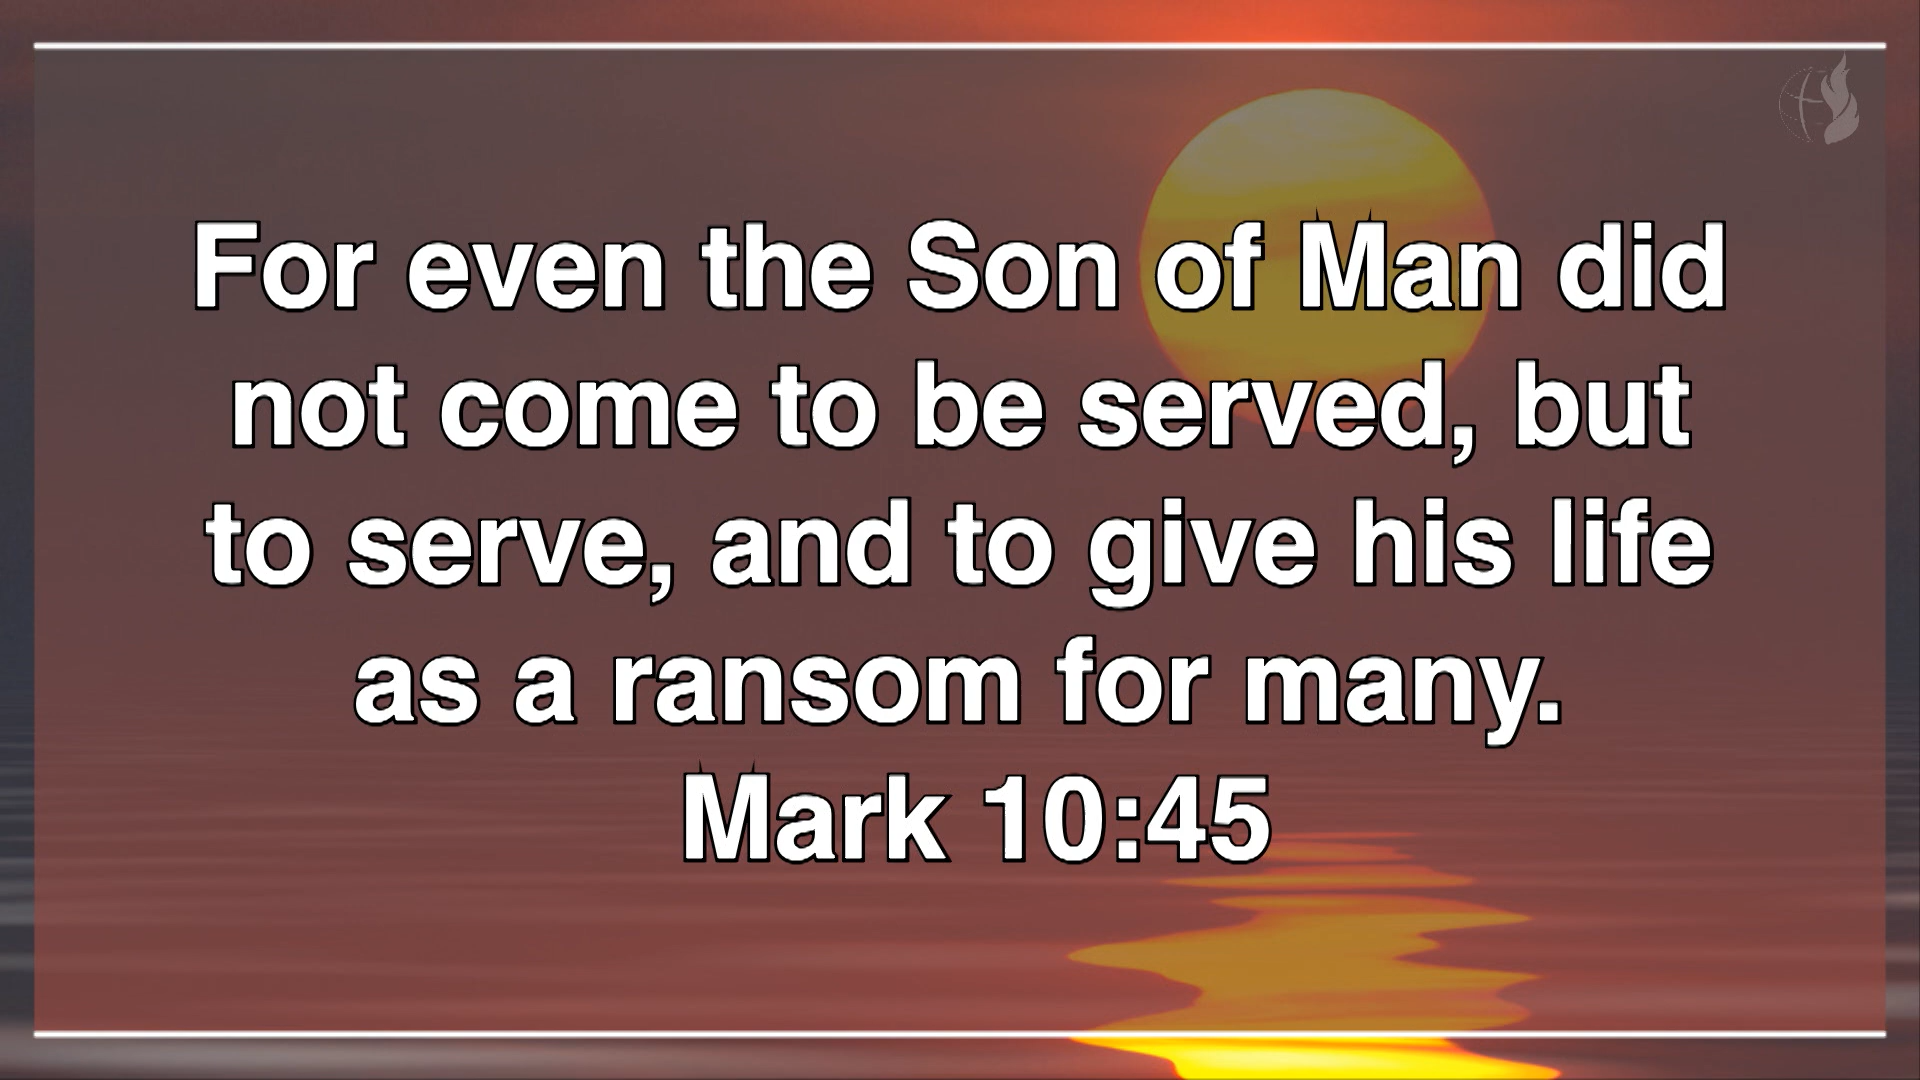 For even the Son of Man did
not come to be served, but
to serve, and to give his life
as a ransom for many.
Mark 10:45